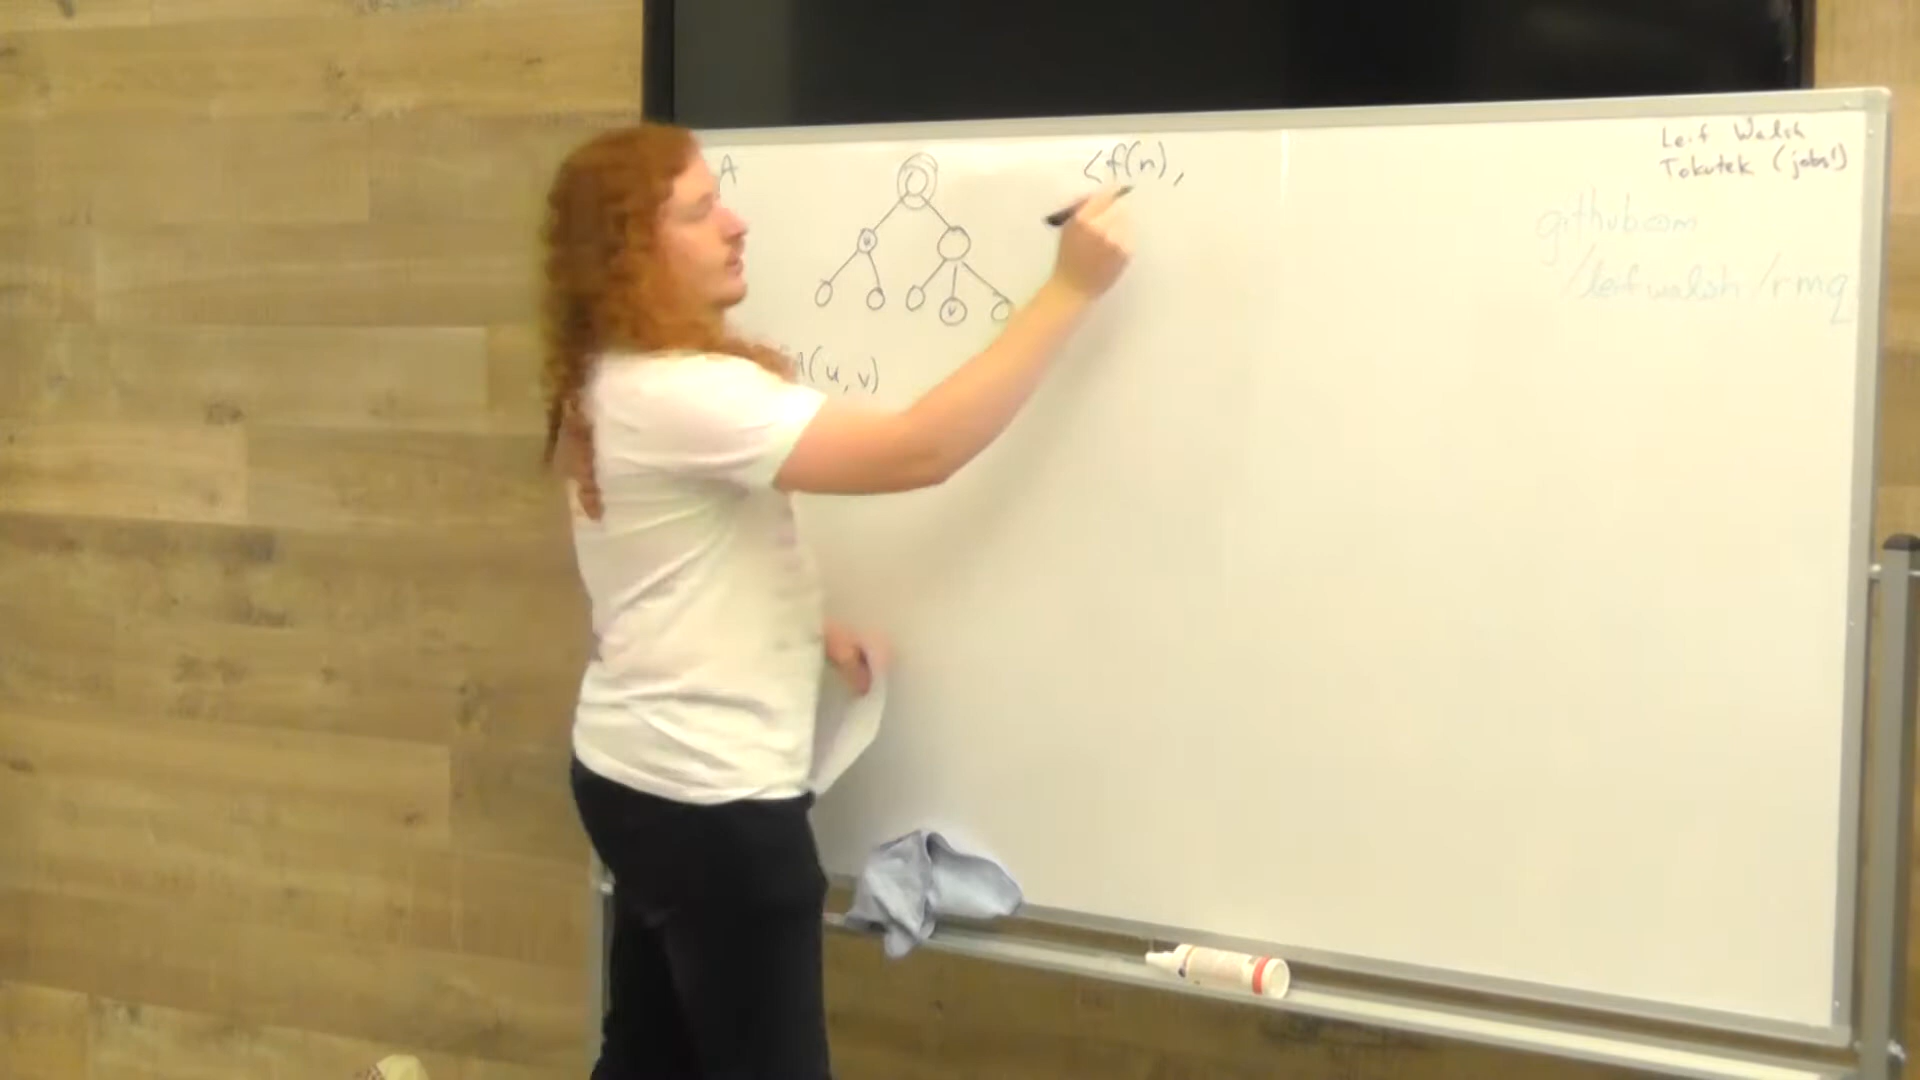 A
u
v
(u, v)
<f(n),
Leif Walsh
Tokutek (jobs!)
github.com
/leifwalsh/rmq